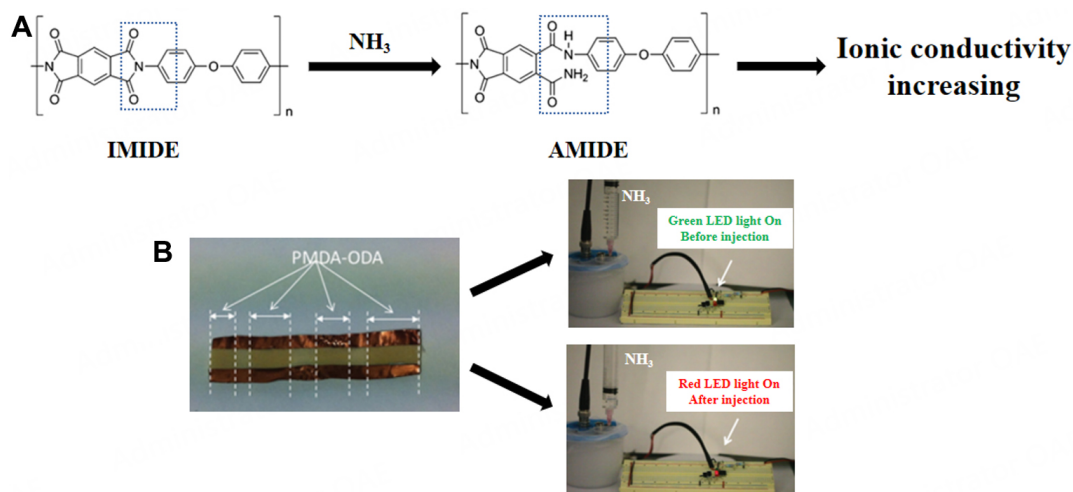 A
O
O
N
N
O
O
O
n
IMIDE
NH3
O
O
H
N
N
NH2
O
O
O
n
AMIDE
Ionic conductivity
increasing
B
PMDA-ODA
NH3
Green LED light On
Before injection
NH3
Red LED light On
After injection